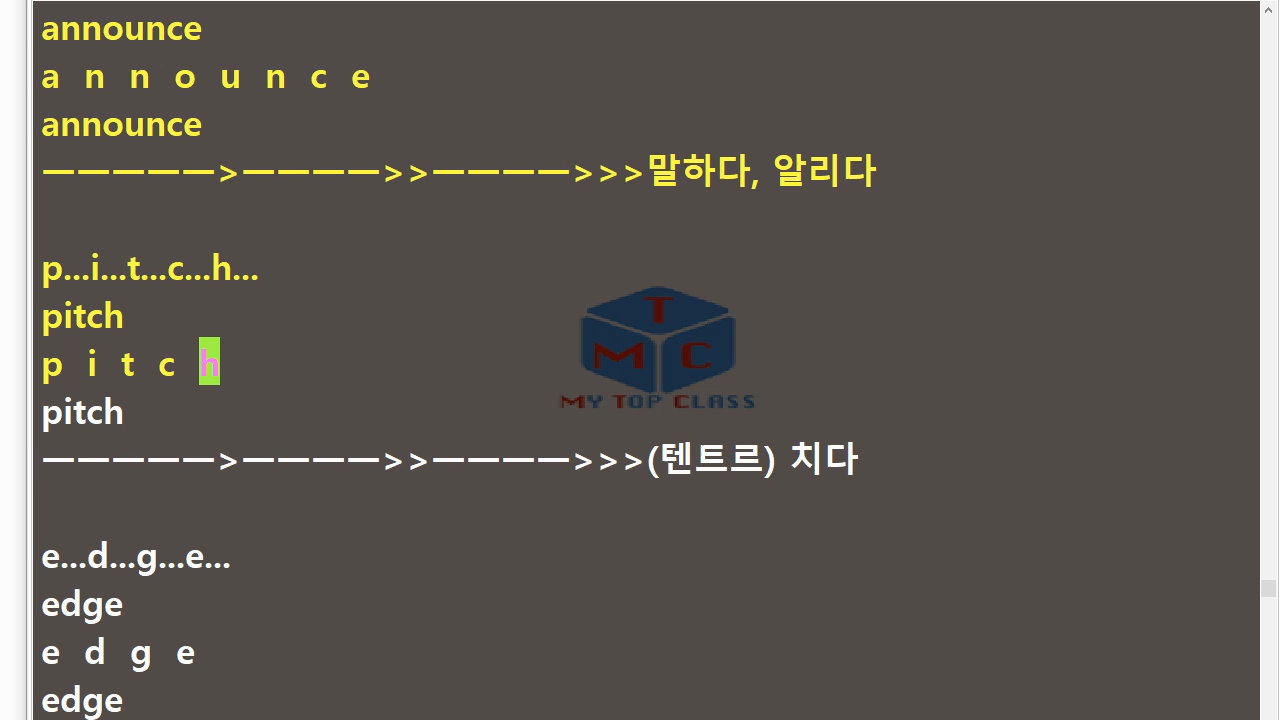 announce
a n n o u n c e
announce
—————>————>>————>>>말하다, 알리다
p...i...t...c...h...
pitch
p i t c h
pitch
—————>————>>————>>>(텐트르) 치다
T
M C
MY TOP CLASS
e...d...g...e...
edge
e d g e
edge